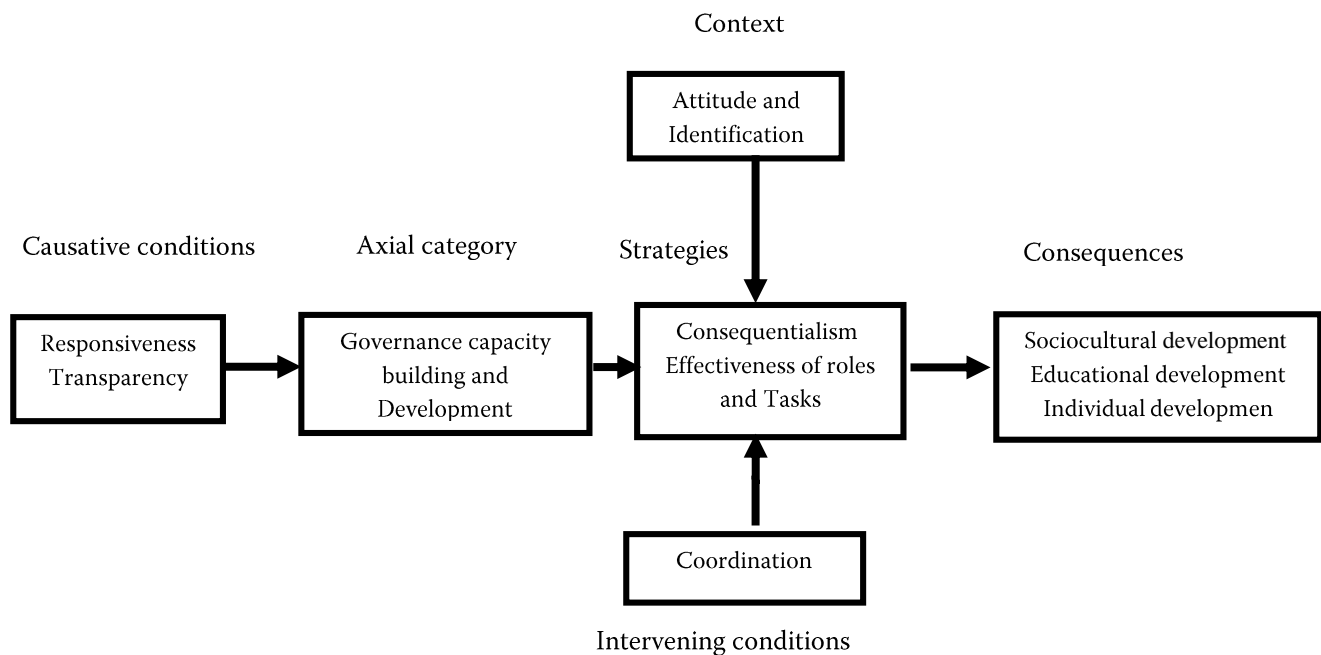 Context
Attitude and
Identification
Causative conditions
Axial category
Strategies
Consequences
Responsiveness
Transparency
Governance capacity
building and
Development
Consequentialism
Effectiveness of roles
and Tasks
Sociocultural development
Educational development
Individual developmen
Coordination
Intervening conditions